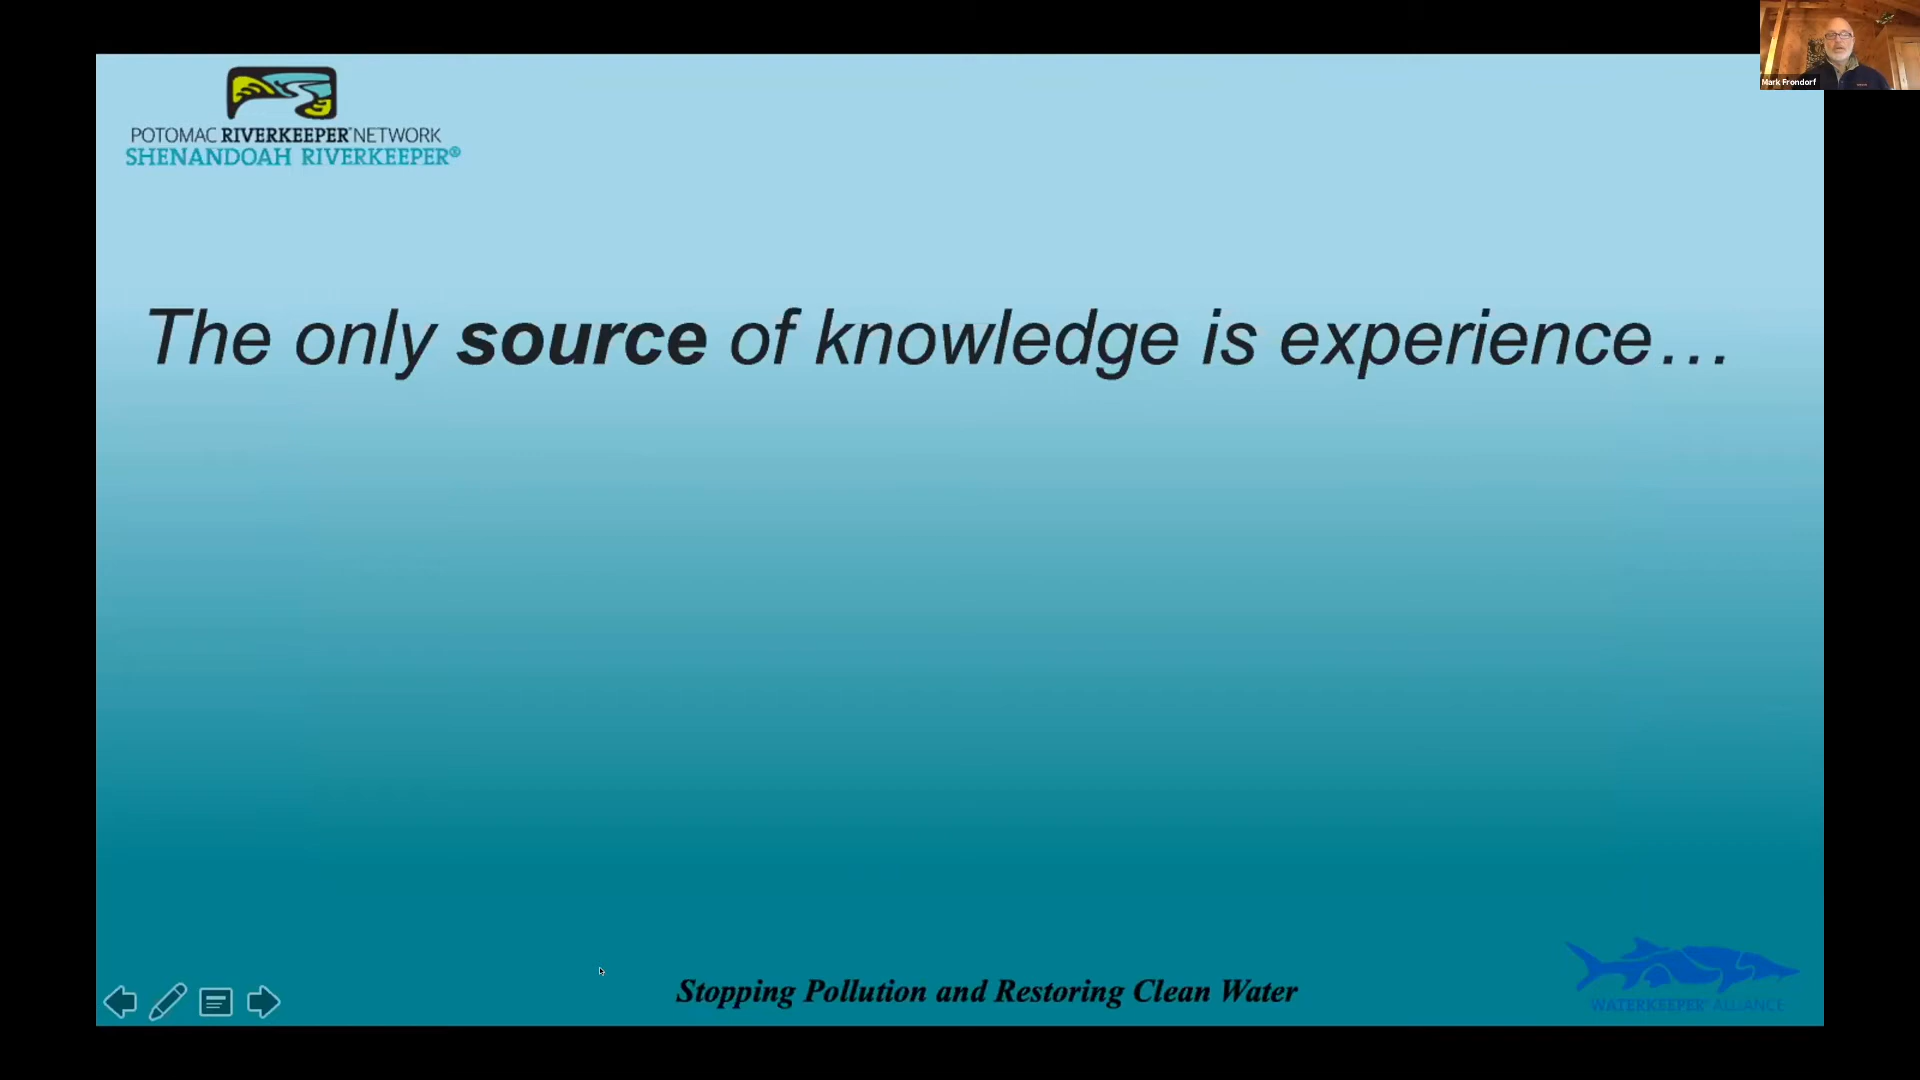 Mark Frondorf
POTOMAC RIVERKEEPER® NETWORK
SHENANDOAH RIVERKEEPER®
The only source of knowledge is experience…
Stopping Pollution and Restoring Clean Water
WATERKEEPER® ALLIANCE